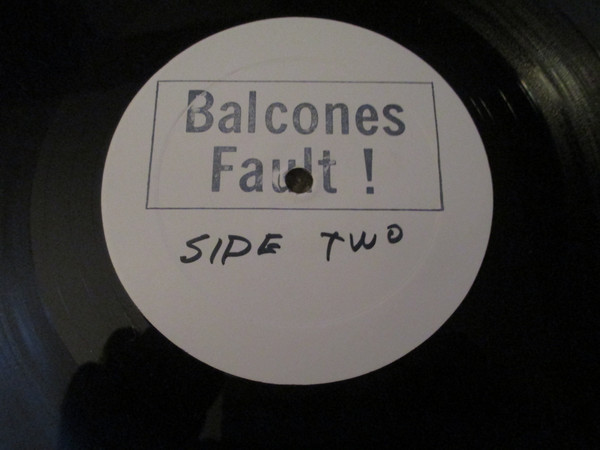 Balcones
Fault !
SIDE TWO